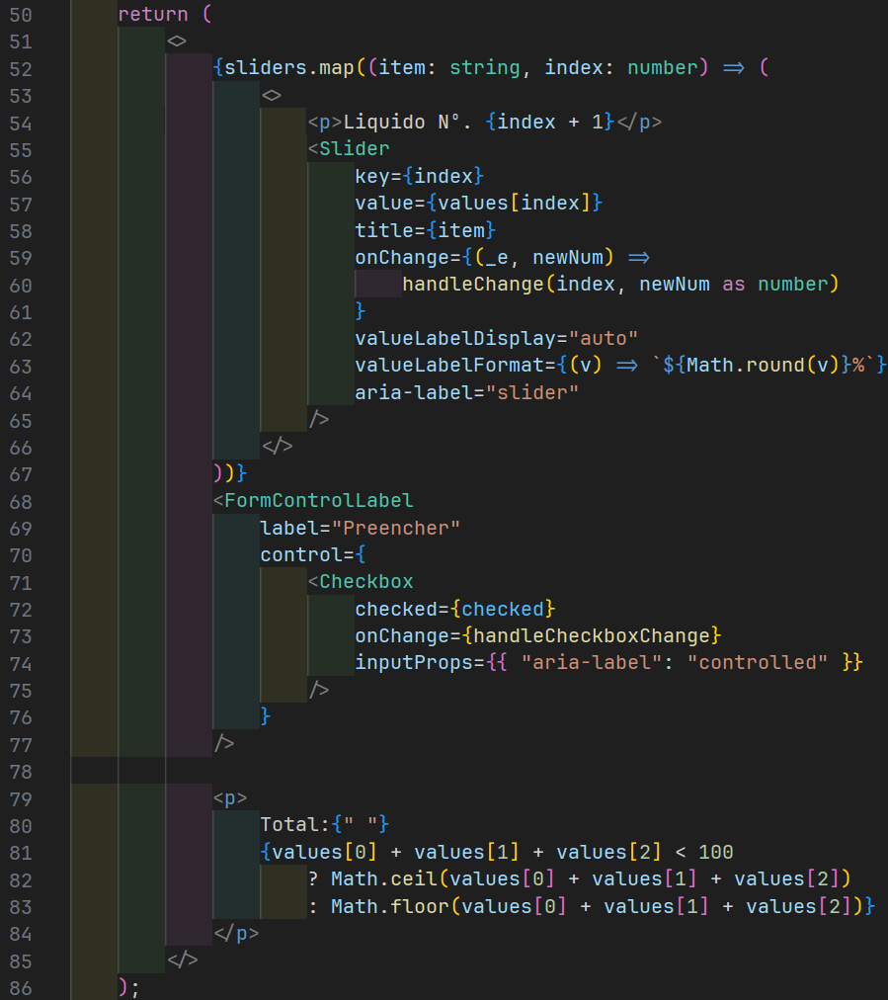 50 return (
51 <>
52 {sliders.map((item: string, index: number) => (
53 <>
54 <p>Liquido N°. {index + 1}</p>
55 <Slider
56 key={index}
57 value={values[index]}
58 title={item}
59 onChange={(_e, newNum) =>
60 handleChange(index, newNum as number)
61 }
62 valueLabelDisplay="auto"
63 valueLabelFormat={(v) => `${Math.round(v)}%`}
64 aria-label="slider"
65 />
66 </>
67 ))}
68 <FormControlLabel
69 label="Preencher"
70 control={
71 <Checkbox
72 checked={checked}
73 onChange={handleCheckboxChange}
74 inputProps={{ "aria-label": "controlled" }}
75 />
76 }
77 />
78
79 <p>
80 Total:{" "}
81 {values[0] + values[1] + values[2] < 100
82 ? Math.ceil(values[0] + values[1] + values[2])
83 : Math.floor(values[0] + values[1] + values[2])}
84 </p>
85 </>
86 );